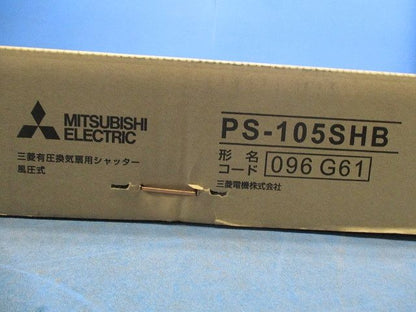 MITSUBISHI
ELECTRIC
三菱有圧換気扇用シャッター
風圧式
PS-105SHB
形名
コード 096 G61
三菱電機株式会社